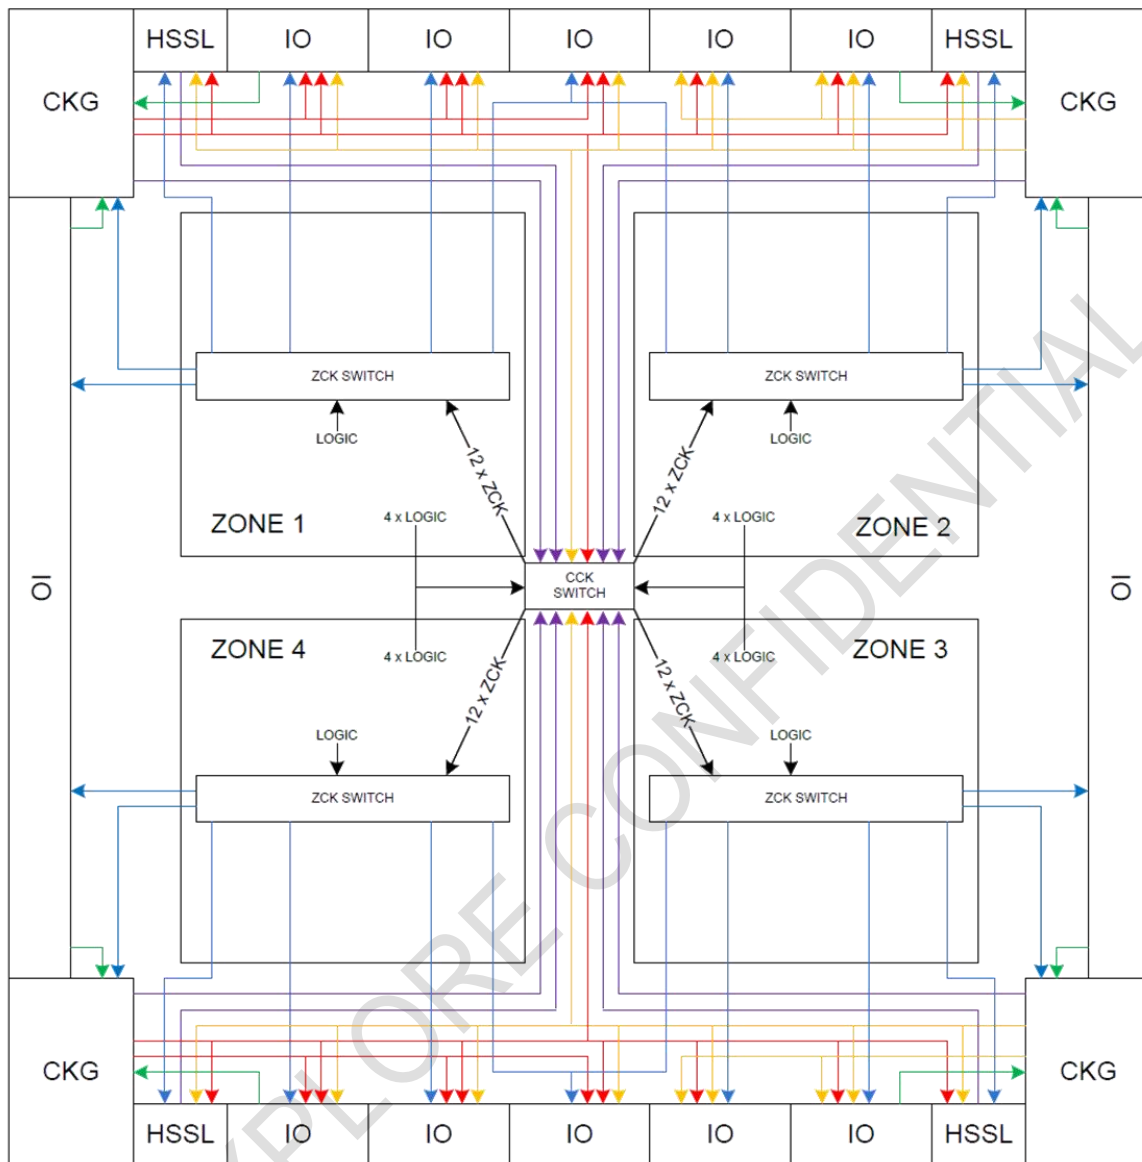 HSSL IO IO IO IO IO HSSL
CKG CKG
ZCK SWITCH ZCK SWITCH
LOGIC LOGIC
12 x ZCK 12 x ZCK
4 x LOGIC 4 x LOGIC
ZONE 1 ZONE 2
IO IO
CCK
SWITCH
ZONE 4 ZONE 3
4 x LOGIC 4 x LOGIC
12 x ZCK 12 x ZCK
LOGIC LOGIC
ZCK SWITCH ZCK SWITCH
CKG CKG
HSSL IO IO IO IO IO HSSL
XPLORE CONFIDENTIAL